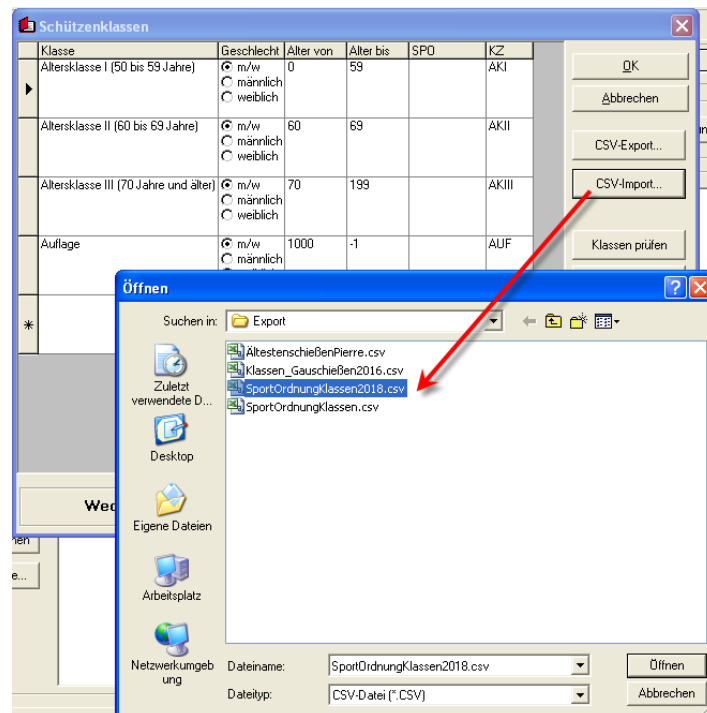 Schützenklassen
Klasse Geschlecht Alter von Alter bis SPO KZ
Altersklasse I (50 bis 59 Jahre) m/w 0 59 AKI
männlich
weiblich
Altersklasse II (60 bis 69 Jahre) m/w 60 69 AKII
männlich
weiblich
Altersklasse III (70 Jahre und älter) m/w 70 199 AKIII
männlich
weiblich
Auflage m/w 1000 -1 AUF
männlich
OK
Abbrechen
CSV-Export...
CSV-Import...
Klassen prüfen
Öffnen
Suchen in: Export
ÄltestenschießenPierre.csv
Klassen_Gauschießen2016.csv
SportOrdnungKlassen2018.csv
SportOrdnungKlassen.csv
Zuletzt
verwendete D...
Desktop
Eigene Dateien
Arbeitsplatz
Netzwerkumgeb
ung
Dateiname: SportOrdnungKlassen2018.csv Öffnen
Dateityp: CSV-Datei (*.CSV) Abbrechen